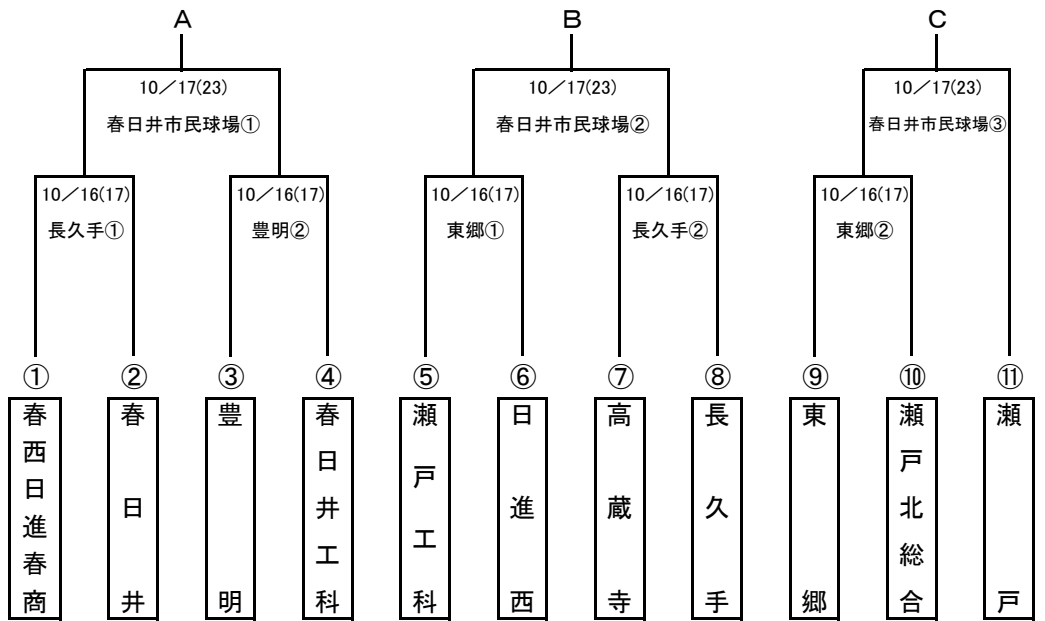 A
B
C
10／17(23)
春日井市民球場①
10／17(23)
春日井市民球場②
10／17(23)
春日井市民球場③
10／16(17)
長久手①
10／16(17)
豊明②
10／16(17)
東郷①
10／16(17)
長久手②
10／16(17)
東郷②
①
②
③
④
⑤
⑥
⑦
⑧
⑨
⑩
⑪
春西日進春商
春日井
豊明
春日井工科
瀬戸工科
日進西
高蔵寺
長久手
東郷
瀬戸北総合
瀬戸